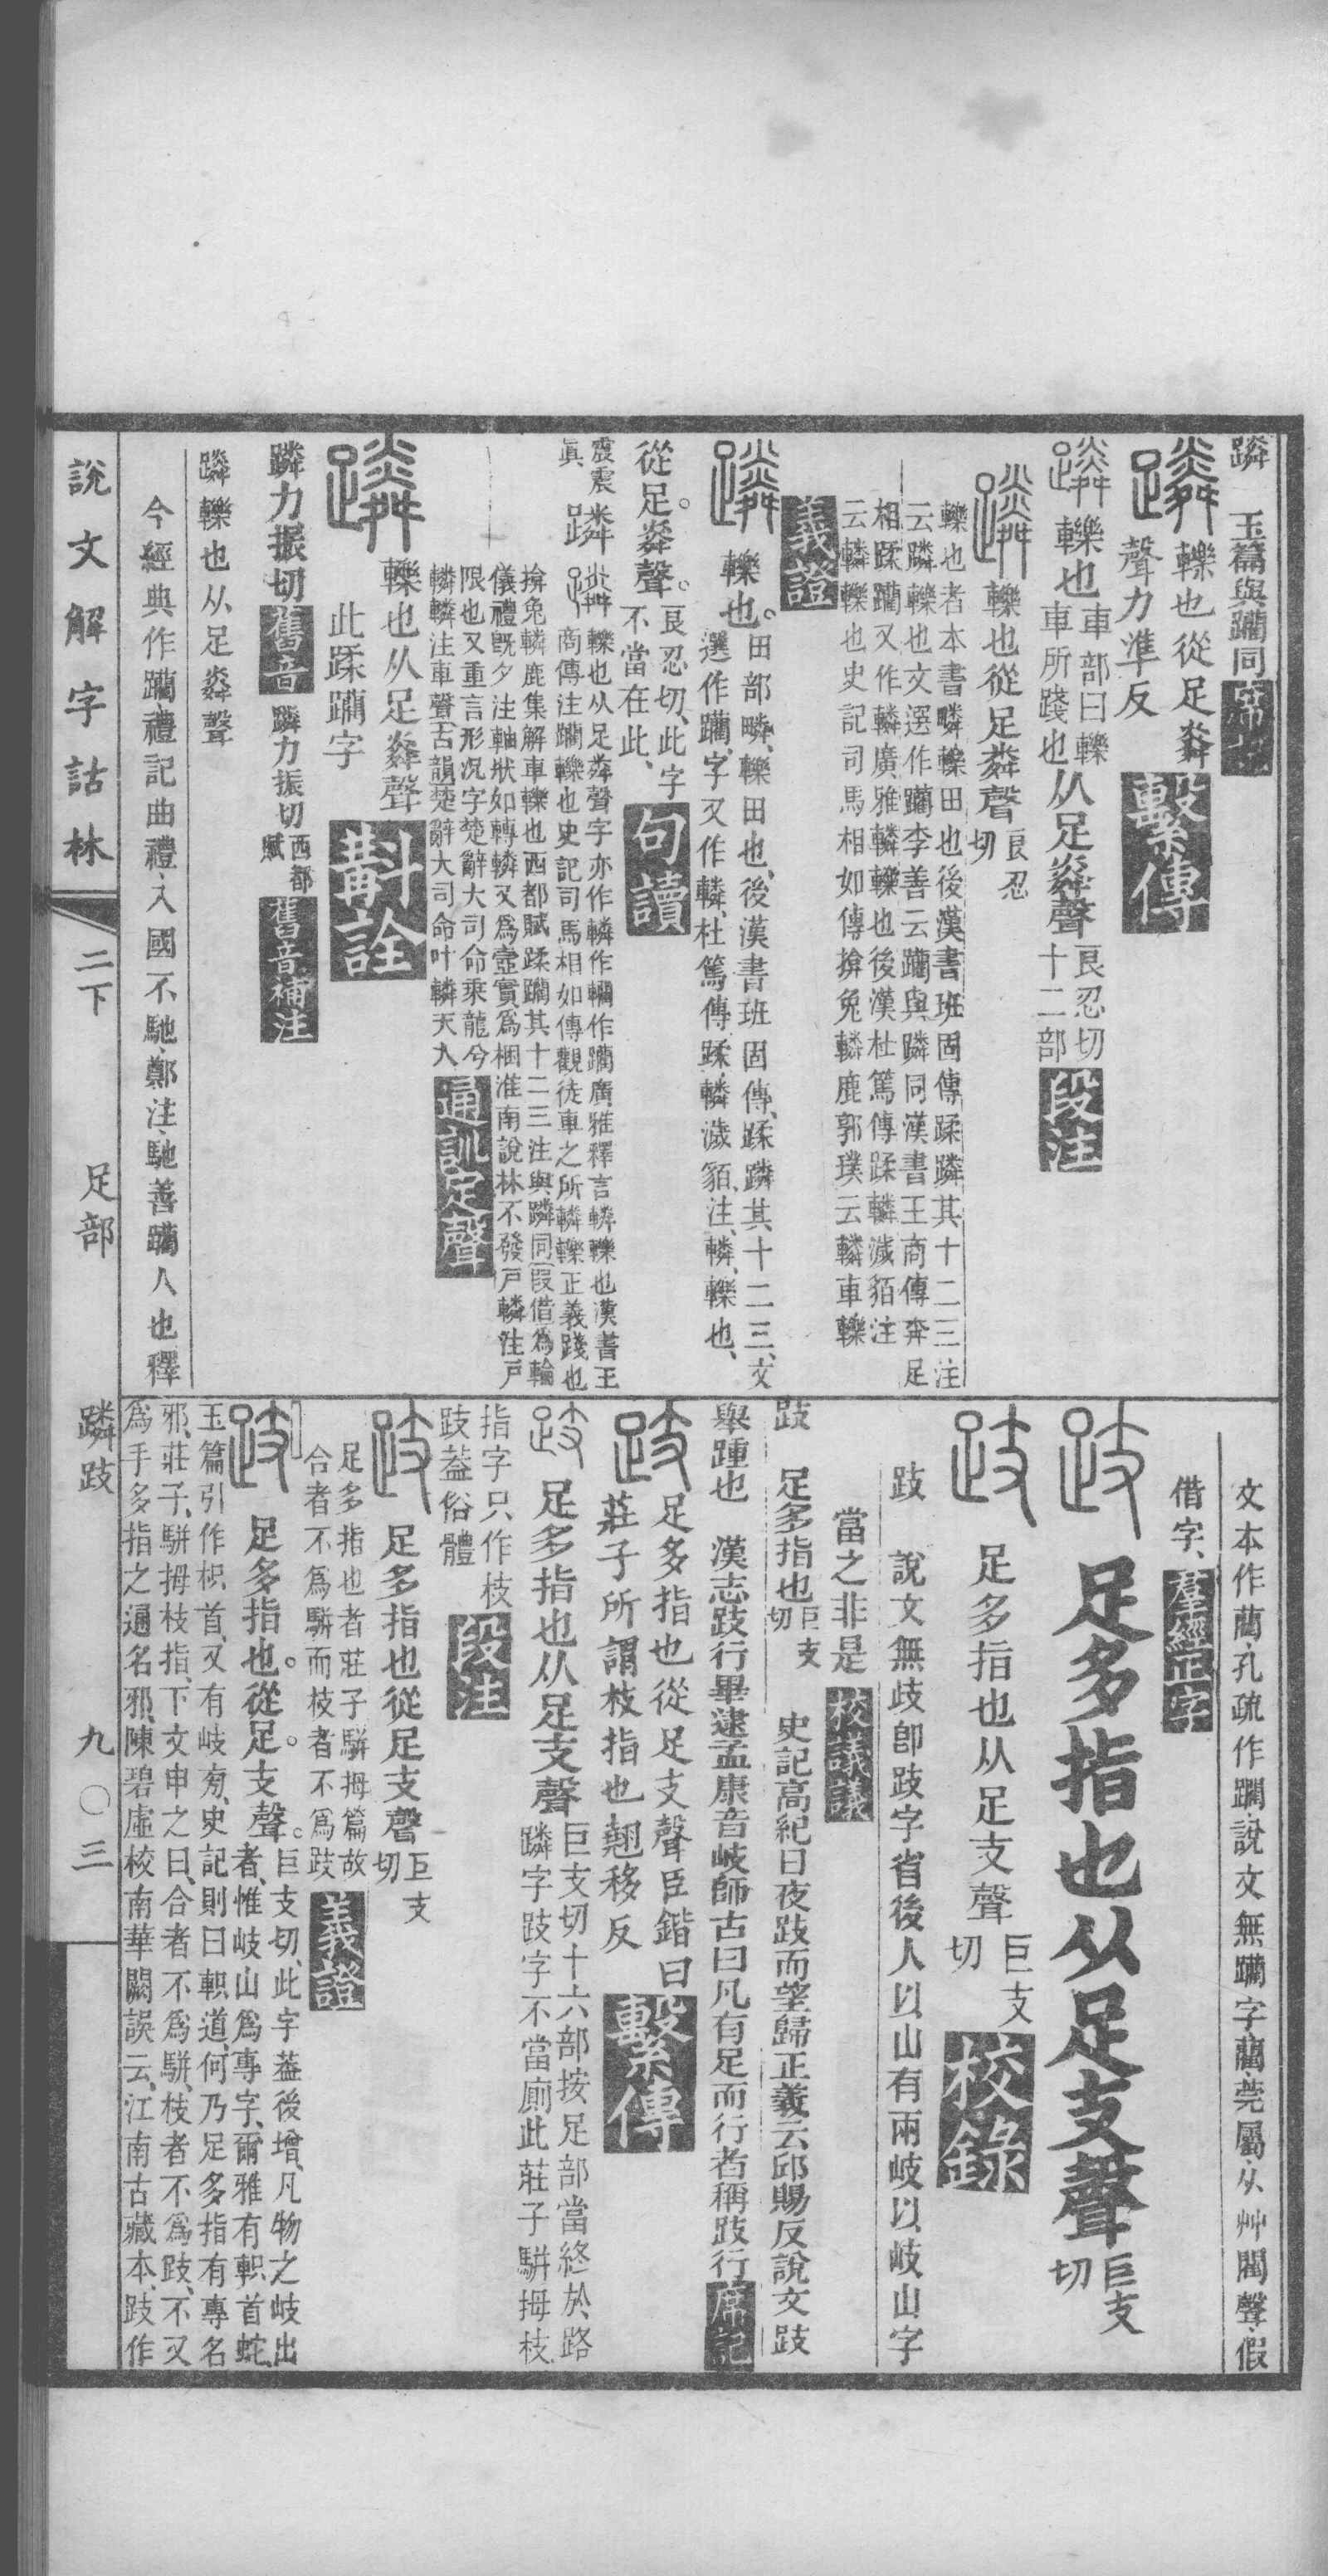 蹸　玉篇與躪同席記
轢也從足粦
聲力準反繫傳
轢也車部曰轢
車所踐也从足粦聲良忍切
十二部段注
轢也從足粦聲良忍
切
轢也者本書疄轢田也後漢書班固傳蹂蹸其十二三注
云蹸轢也文選作躪李善云躪與蹸同漢書王商傳奔走
相蹂躪又作轔廣雅轔轢也後漢杜篤傳蹂轔濊貊注
云轔轢也史記司馬相如傳揜兔轔鹿郭璞云轔車轢
義證
轢也。田部疄、轢田也、後漢書班固傳、蹂蹸其十二三、文
選作躪、字又作轔、杜篤傳、蹂轔濊貊、注、轔、轢也、
從足。粦聲。良忍切、此字
不當在此、句讀
震震
眞
蹸
轢也从足粦聲字亦作轔作轥作躪廣雅釋言轔轢也漢書王
商傳注躪轢也史記司馬相如傳觀徒車之所轔轢正義踐也
揜兔轔鹿集解車轢也西都賦蹂躪其十二三注與蹸同叚借爲輪
儀禮旣夕注軸狀如轉轔又爲壼實爲梱淮南說林不發戶轔注戶
限也又重言形況字楚辭大司命乘龍兮
轔轔注車聲古韻楚辭大司命叶轔天人通訓定聲
轢也从足粦聲
此蹂躪字斠詮
蹸力振切舊音　蹸力振切西都
賦舊音補注
蹸轢也从足粦聲
今經典作躪、禮記曲禮、入國不馳、鄭注、馳善躪人也釋
文本作藺、孔疏作躙、說文無躪字、藺、莞屬、从艸閵聲、假
借字、羣經正字
足多指也从足支聲巨支
切
足多指也从足支聲巨支
切校錄
跂　說文無歧卽跂字省後人以山有兩岐以岐山字
當之非是校議議
跂　足多指也巨支
切　史記高紀日夜跂而望歸正義云邱賜反說文跂
舉踵也　漢志跂行畢逮孟康音岐師古曰凡有足而行者稱跂行席記
足多指也從足支聲臣鍇曰
莊子所謂枝指也翹移反繫傳
足多指也从足支聲巨支切十六部按足部當終於路
蹸字跂字不當廁此莊子駢拇枝
指字只作枝
跂葢俗體段注
足多指也從足支聲巨支
切
足多指也者莊子駢拇篇故
合者不爲駢而枝者不爲跂義證
足多指也。從足。支聲。巨支切、此字葢後增、凡物之岐出
者、惟岐山爲專字、爾雅有軹首蛇、
玉篇引作枳首、又有岐旁、史記則曰軹道、何乃足多指有專名
邪、莊子、駢拇枝指、下文申之曰、合者不爲駢、枝者不爲跂、不又
爲手多指之通名邪、陳碧虛校南華闕誤云、江南古藏本、跂作
說文解字詁林
二下
足部
蹸跂
九〇三